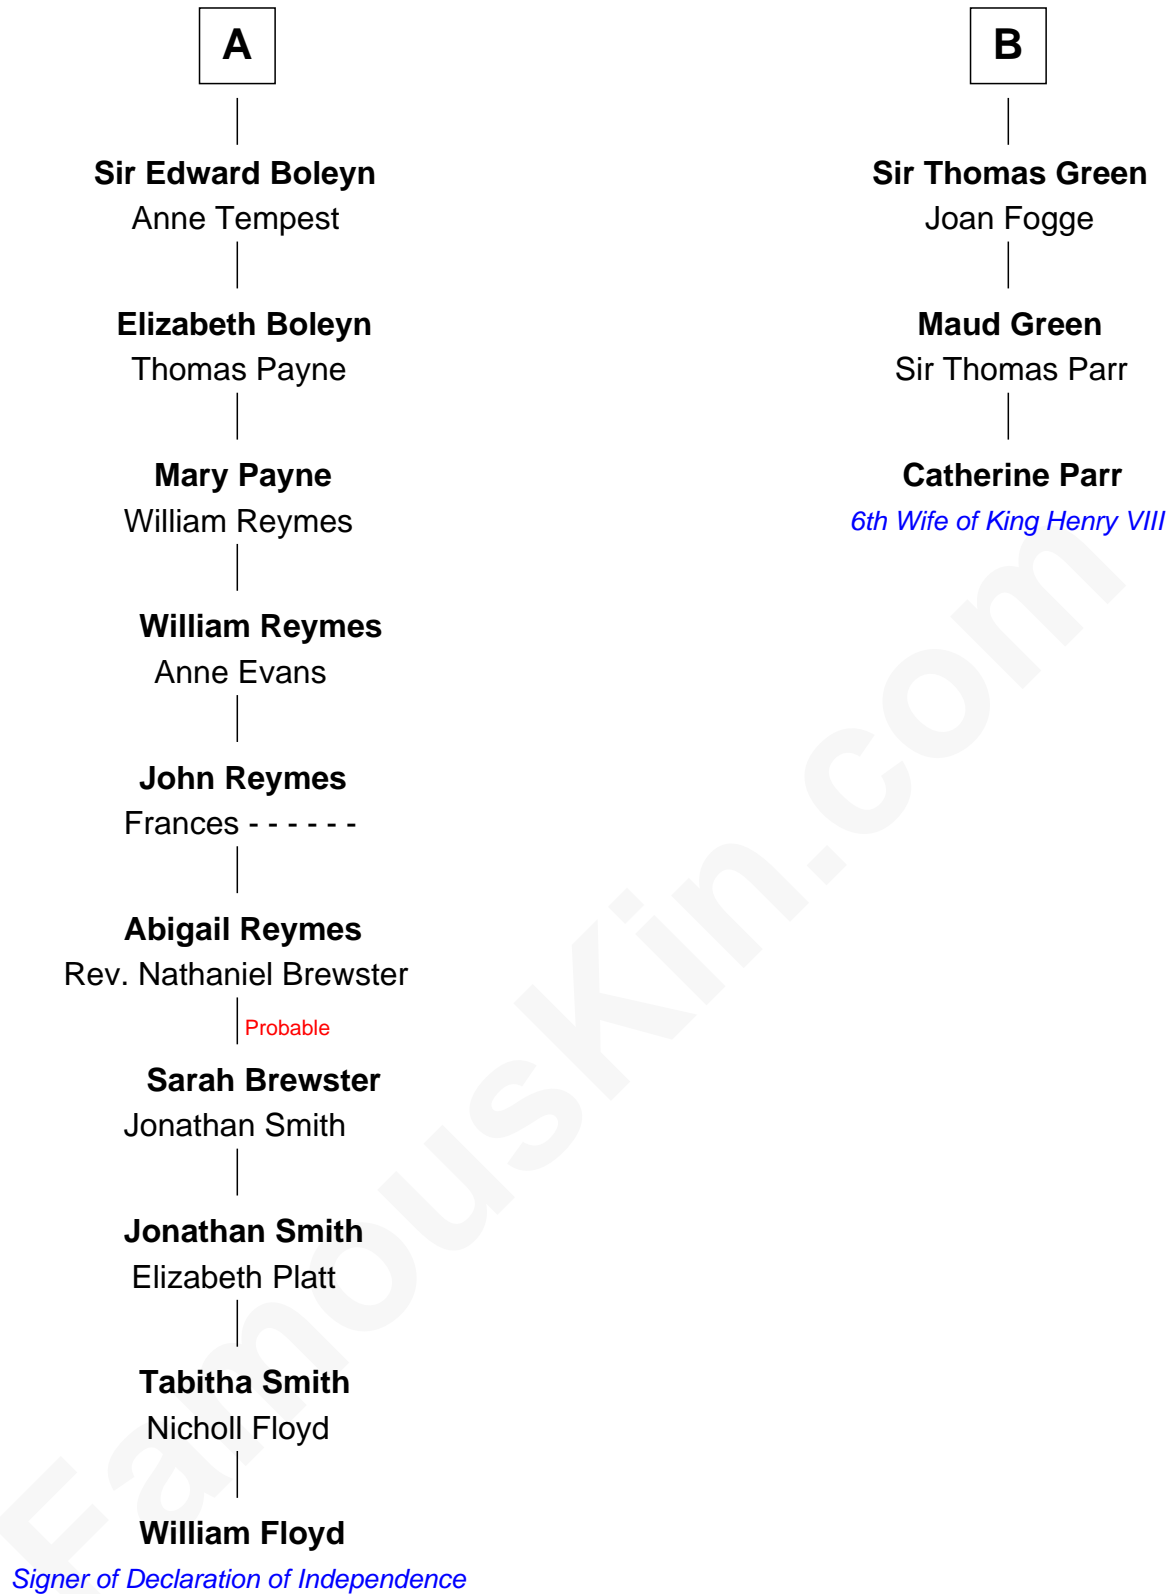 A
Sir Edward Boleyn
Anne Tempest
Elizabeth Boleyn
Thomas Payne
Mary Payne
William Reymes
William Reymes
Anne Evans
John Reymes
Frances - - - - - -
Abigail Reymes
Rev. Nathaniel Brewster
Probable
Sarah Brewster
Jonathan Smith
Jonathan Smith
Elizabeth Platt
Tabitha Smith
Nicholl Floyd
William Floyd
Signer of Declaration of Independence
B
Sir Thomas Green
Joan Fogge
Maud Green
Sir Thomas Parr
Catherine Parr
6th Wife of King Henry VIII
FamousKin.com